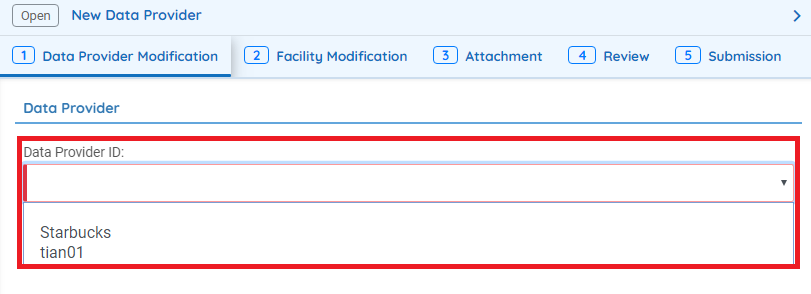 Open New Data Provider
1 Data Provider Modification 2 Facility Modification 3 Attachment 4 Review 5 Submission
Data Provider
Data Provider ID:
Starbucks
tian01